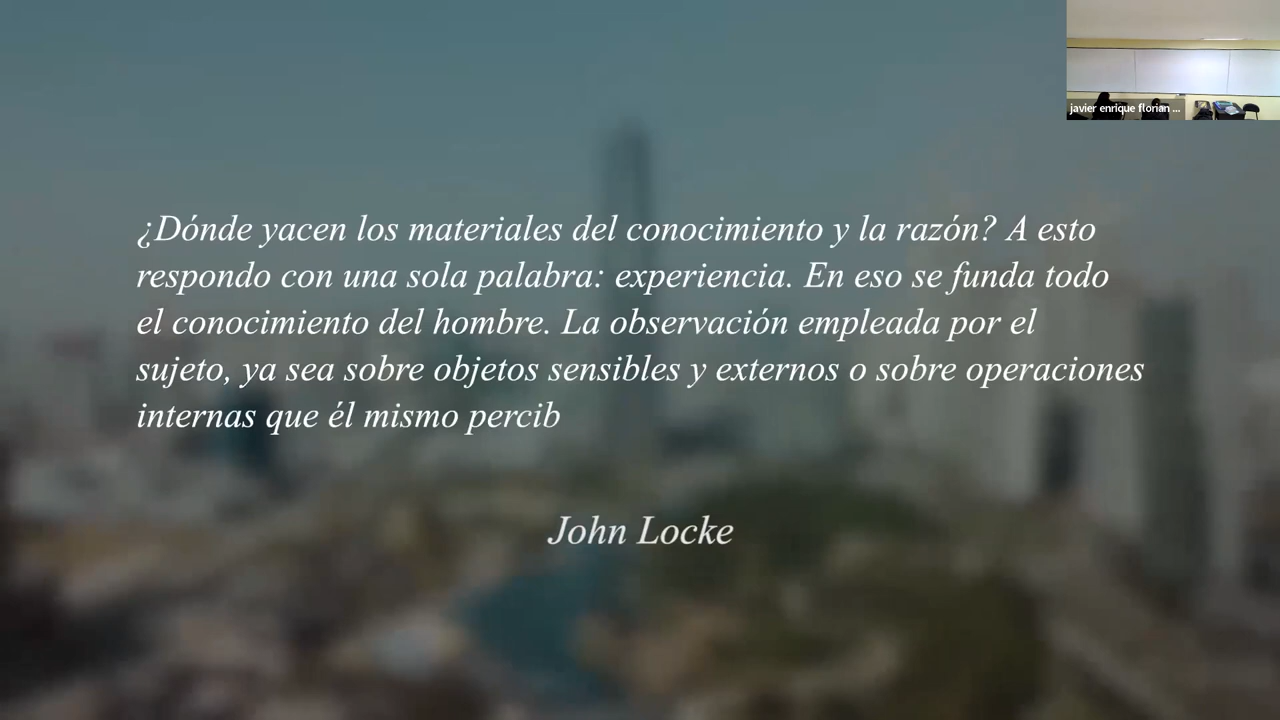 javier enrique florian ...
¿Dónde yacen los materiales del conocimiento y la razón? A esto
respondo con una sola palabra: experiencia. En eso se funda todo
el conocimiento del hombre. La observación empleada por el
sujeto, ya sea sobre objetos sensibles y externos o sobre operaciones
internas que él mismo percib
John Locke